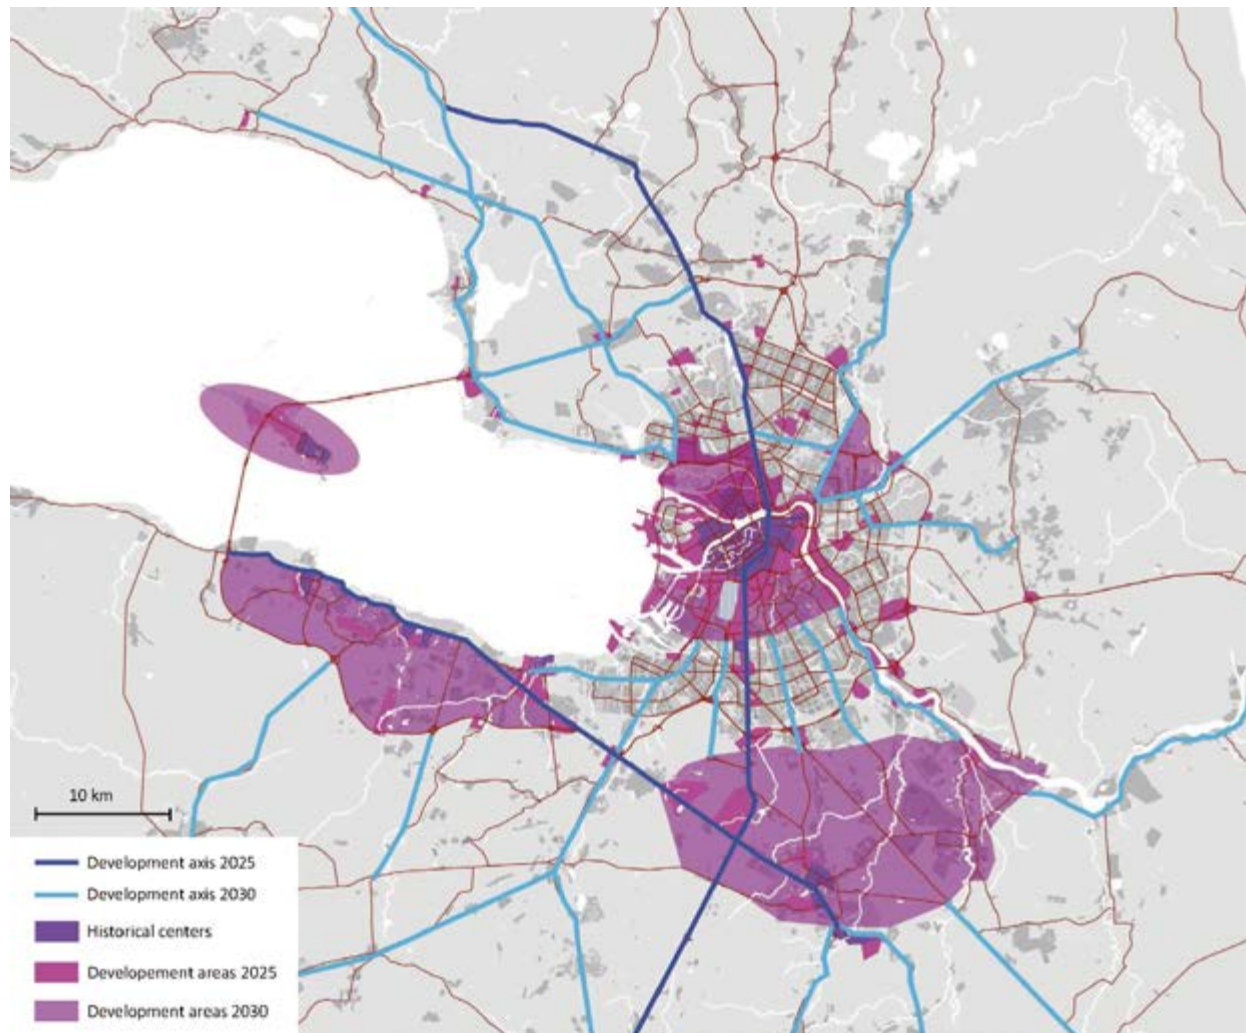 10 km
Development axis 2025
Development axis 2030
Historical centers
Developement areas 2025
Development areas 2030